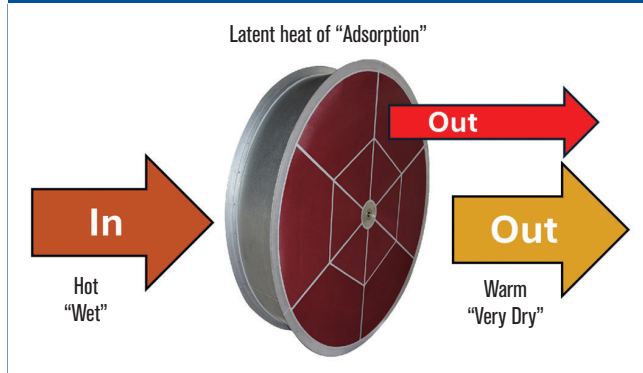 Latent heat of “Adsorption”
Out
In
Out
Hot
“Wet”
Warm
“Very Dry”